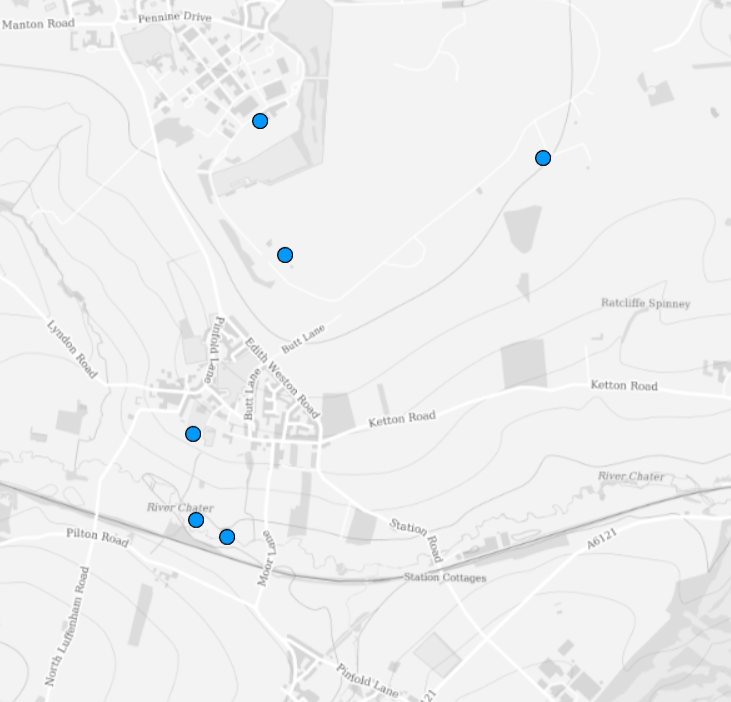 Manton Road
Pennine Drive
Ratcliffe Spinney
Pinfold Lane
Butt Lane
Edith Weston Road
Lyndon Road
Butt Lane
Ketton Road
Ketton Road
River Chater
River Chater
Pilton Road
Moor Lane
Station Road
A6121
Station Cottages
North Luffenham Road
Pinfold Lane
121